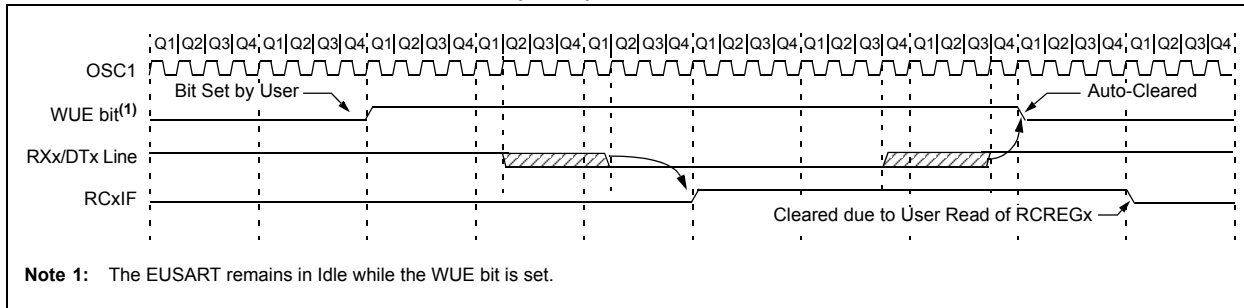 Q1 Q2 Q3 Q4 Q1 Q2 Q3 Q4 Q1 Q2 Q3 Q4 Q1 Q2 Q3 Q4 Q1 Q2 Q3 Q4 Q1 Q2 Q3 Q4 Q1 Q2 Q3 Q4 Q1 Q2 Q3 Q4 Q1 Q2 Q3 Q4 Q1 Q2 Q3 Q4
OSC1
Bit Set by User
Auto-Cleared
WUE bit(1)
RXx/DTx Line
RCxIF
Cleared due to User Read of RCREGx
Note 1: The EUSART remains in Idle while the WUE bit is set.